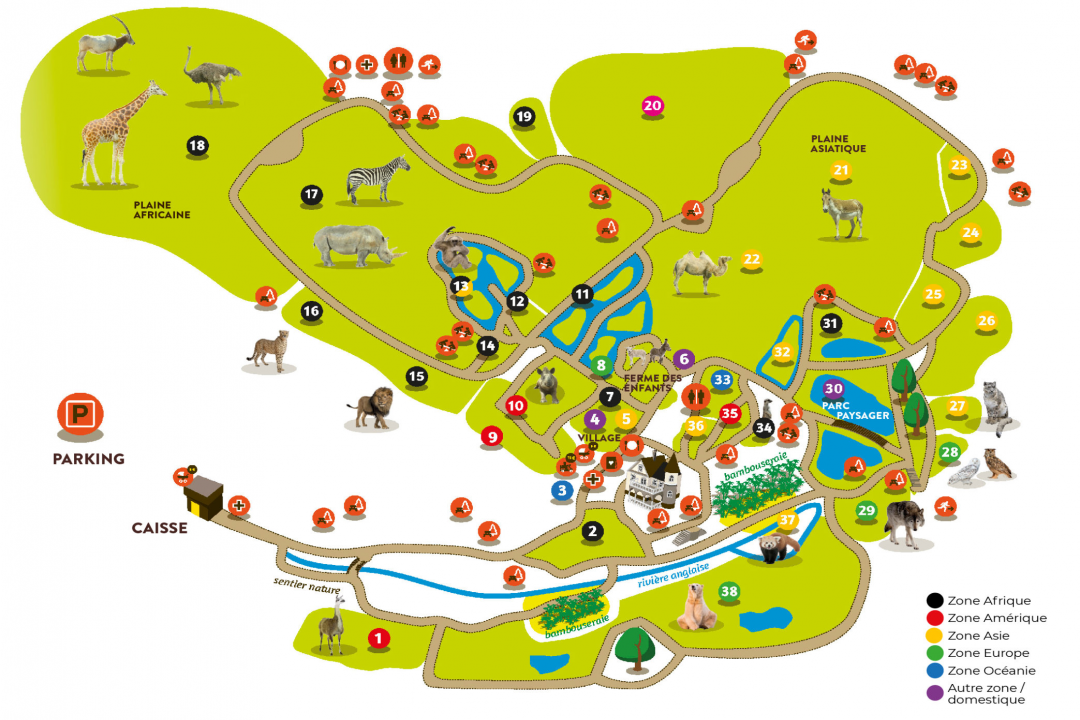 20
19
18
PLAINE
ASIATIQUE
21
23
17
PLAINE
AFRICAINE
24
22
13
12
11
25
16
31
26
14
32
8
6
15
FERME DES
ENFANTS
33
30
PARC
PAYSAGER
7
10
35
27
4
5
36
34
9
VILLAGE
28
P
PARKING
bambouseraie
3
29
CAISSE
2
37
rivière anglaise
sentier nature
38
bambouseraie
1
Zone Afrique
Zone Amérique
Zone Asie
Zone Europe
Zone Océanie
Autre zone /
domestique